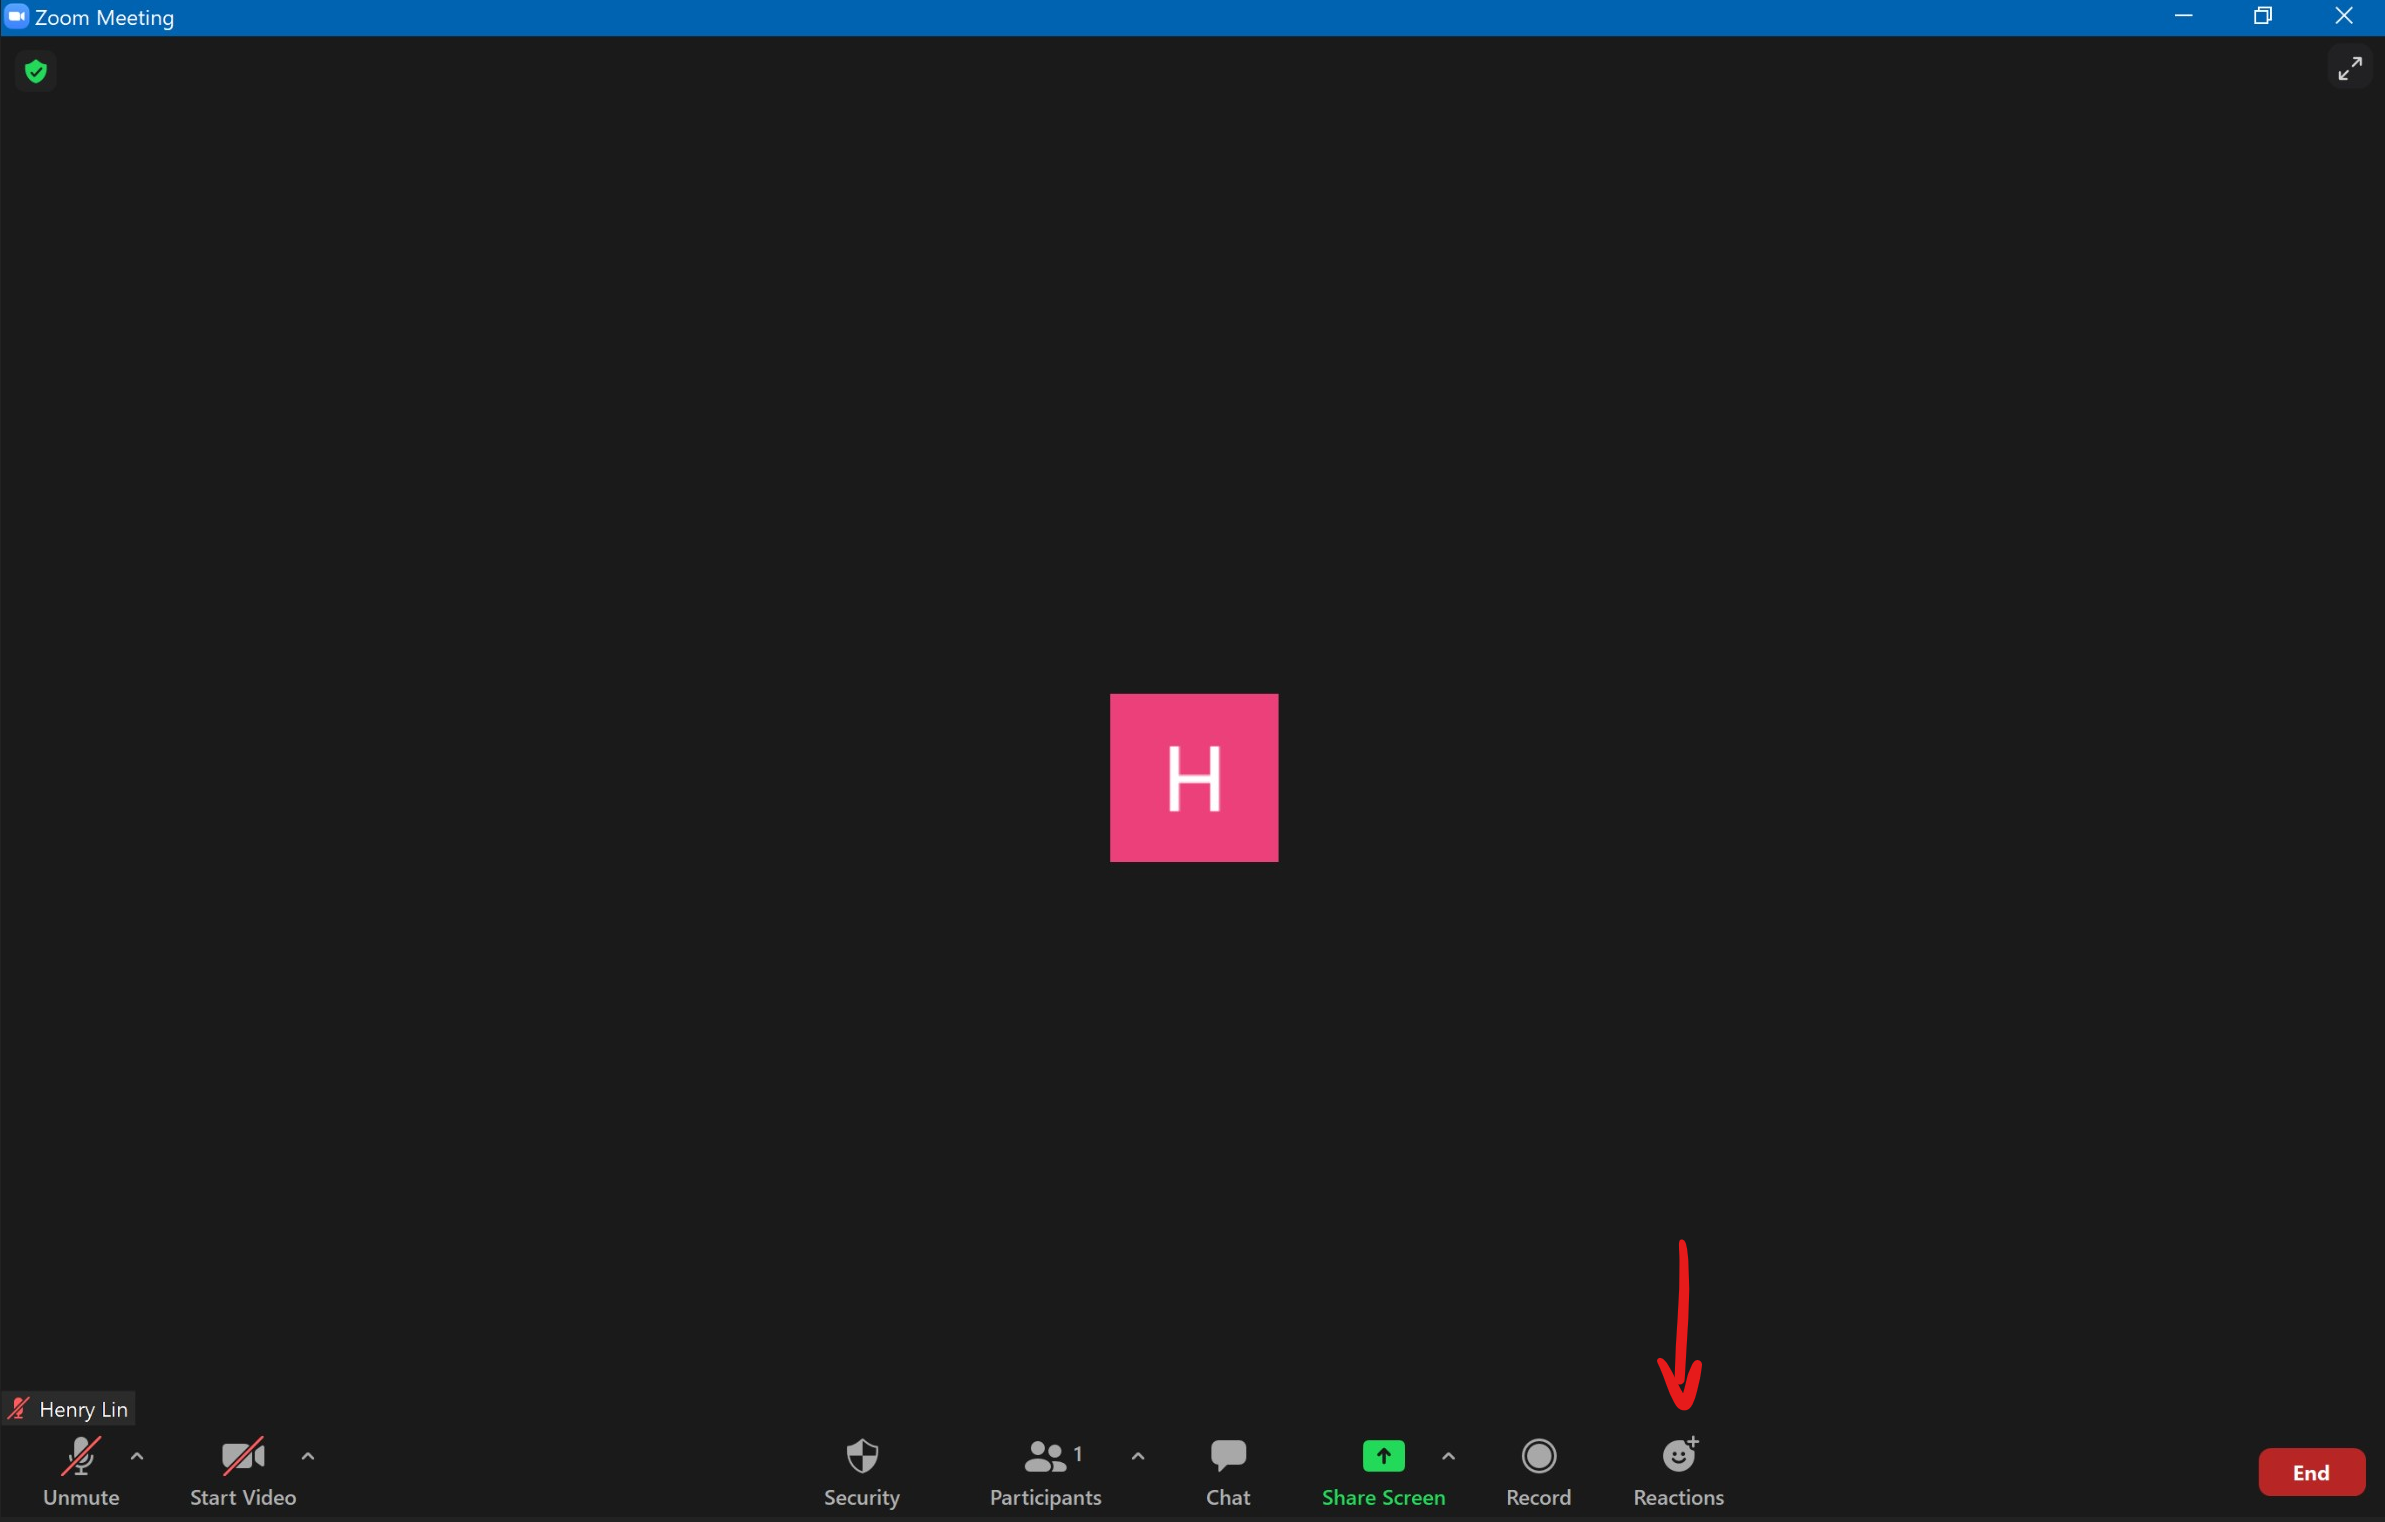 Zoom Meeting
H
Henry Lin
Unmute
Start Video
Security
1
Participants
Chat
Share Screen
Record
Reactions
End